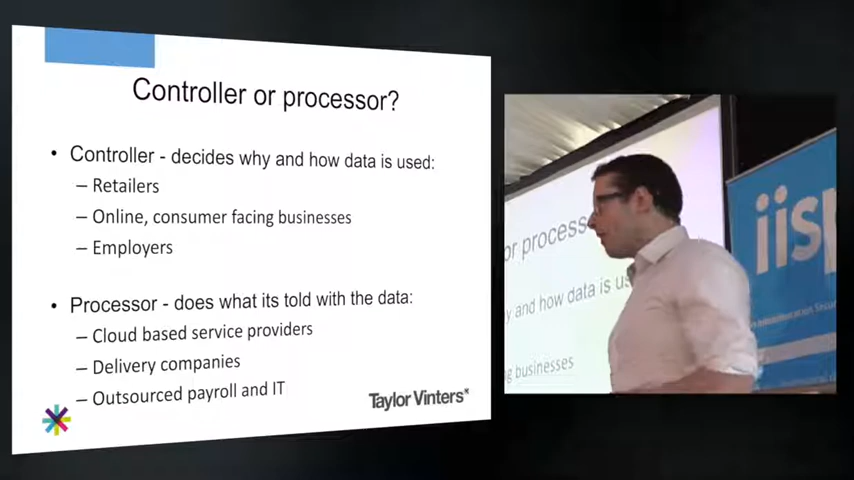 Controller or processor?
• Controller - decides why and how data is used:
– Retailers
– Online, consumer facing businesses
– Employers
• Processor - does what its told with the data:
– Cloud based service providers
– Delivery companies
– Outsourced payroll and IT
Taylor Vinters*
or process
y and how data is us
g businesses
iisp